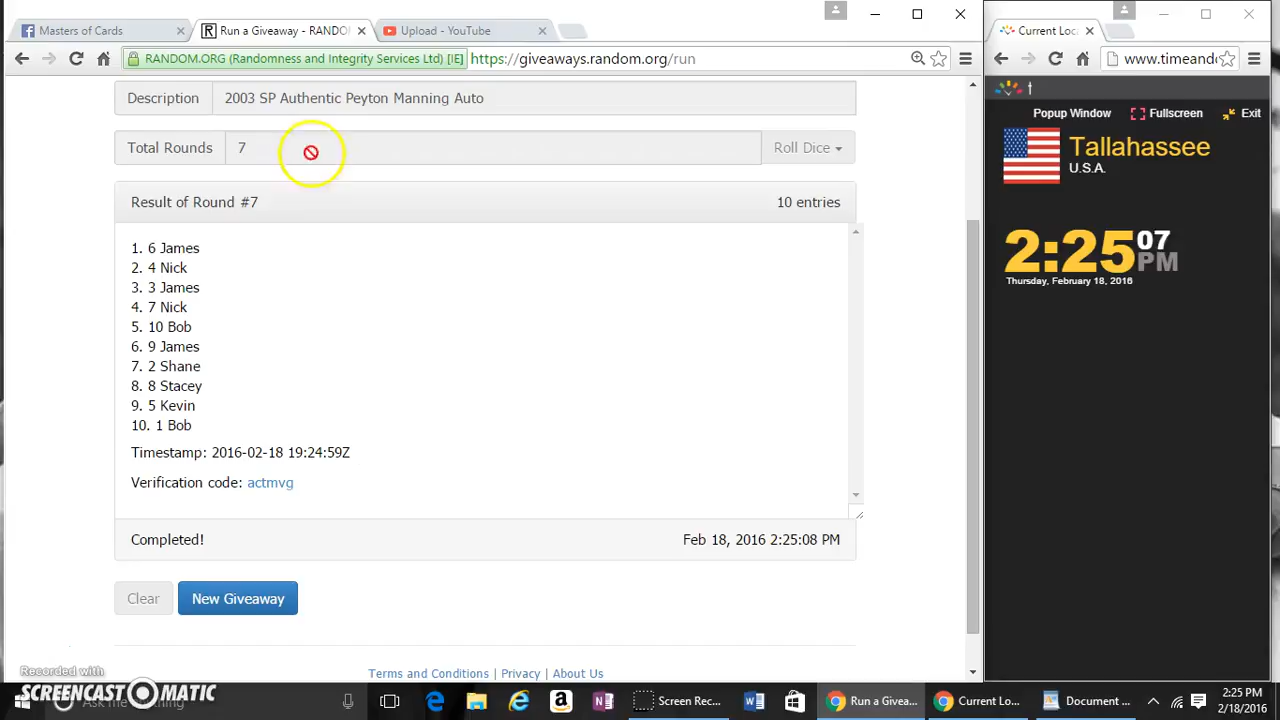 Masters of Cards
Run a Giveaway - RANDO
Upload - YouTube
Current Loc
RANDOM.ORG (Randomness and Integrity Services Ltd) [IE]
https://giveaways.random.org/run
www.timeand
Description
2003 SP Authentic Peyton Manning Auto
Popup Window
Fullscreen
Exit
Total Rounds
7
Roll Dice
Tallahassee
U.S.A.
Result of Round #7
10 entries
1. 6 James
2. 4 Nick
3. 3 James
4. 7 Nick
5. 10 Bob
6. 9 James
7. 2 Shane
8. 8 Stacey
9. 5 Kevin
10. 1 Bob
2:25 07 PM
Thursday, February 18, 2016
Timestamp: 2016-02-18 19:24:59Z
Verification code: actmvg
Completed!
Feb 18, 2016 2:25:08 PM
Clear
New Giveaway
Terms and Conditions | Privacy | About Us
Recorded with
SCREENCAST-O-MATIC
Screen Rec...
Run a Givea...
Current Lo...
Document ...
2:25 PM
2/18/2016